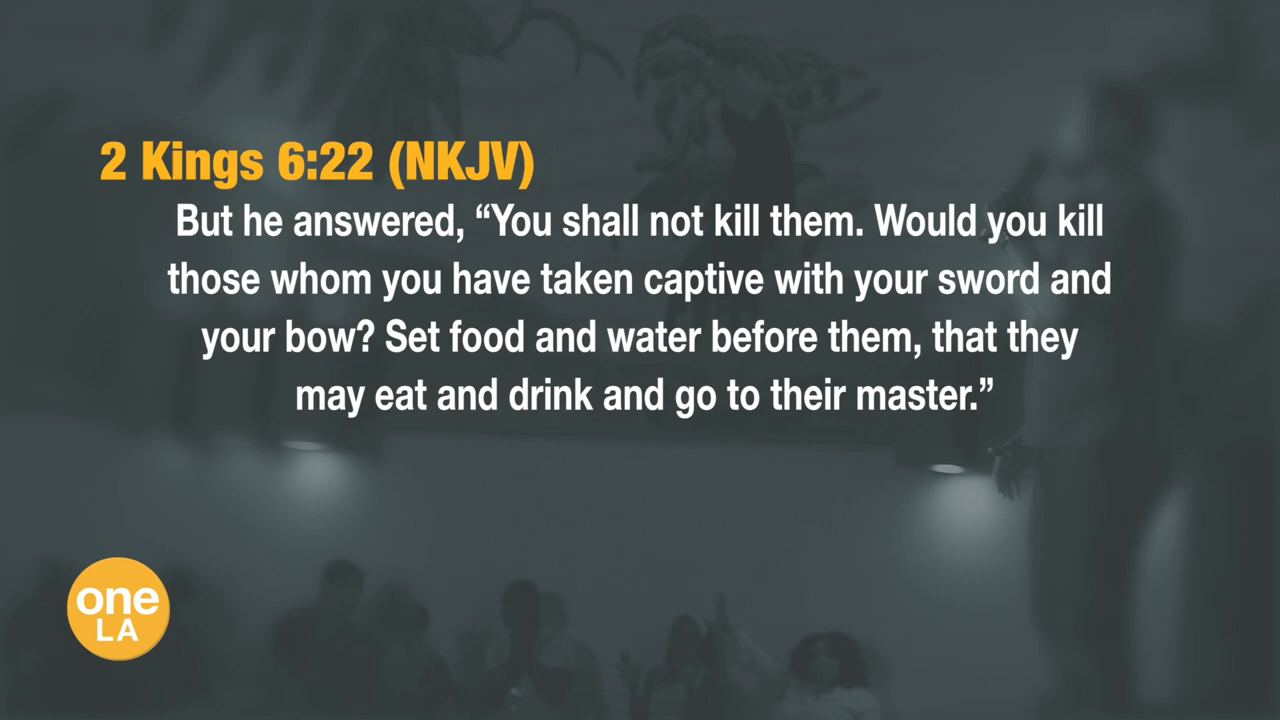 2 Kings 6:22 (NKJV)
But he answered, “You shall not kill them. Would you kill
those whom you have taken captive with your sword and
your bow? Set food and water before them, that they
may eat and drink and go to their master.”
one
LA